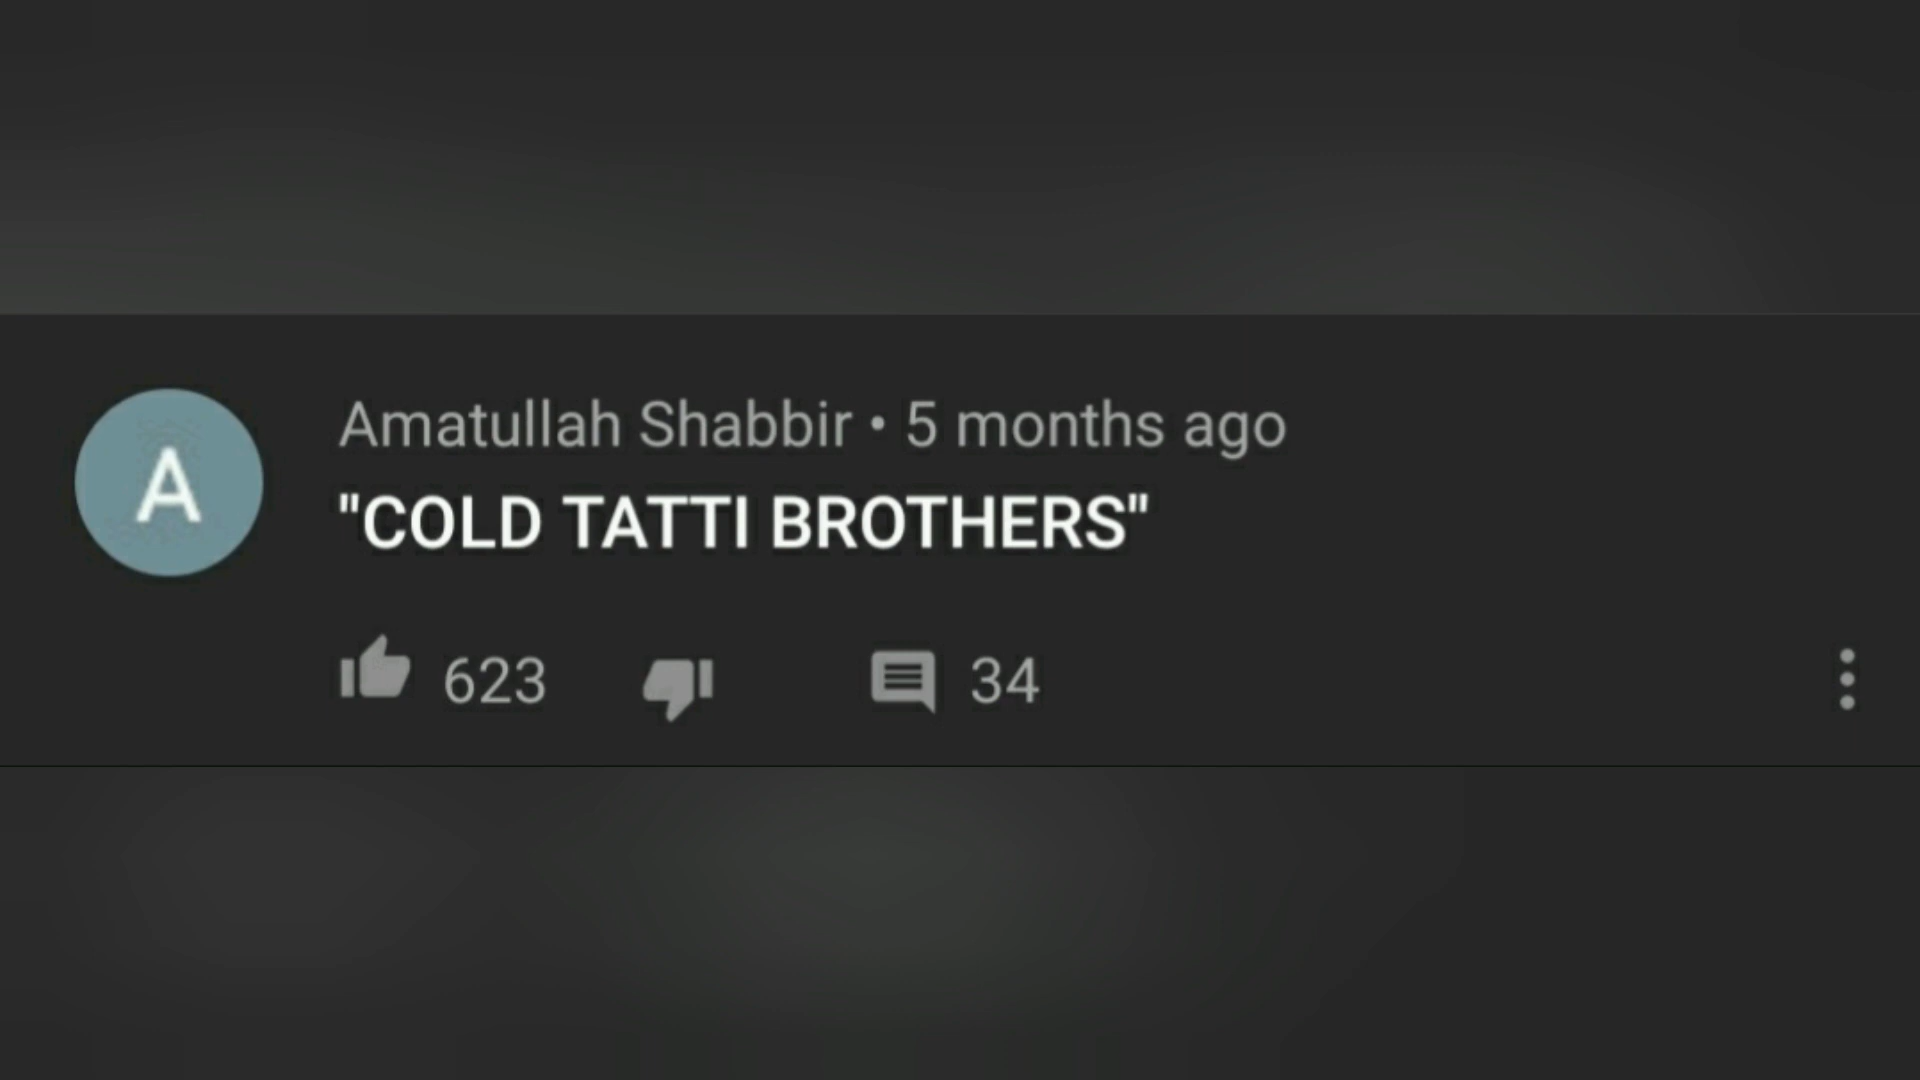 A
Amatullah Shabbir • 5 months ago
"COLD TATTI BROTHERS"
623 34